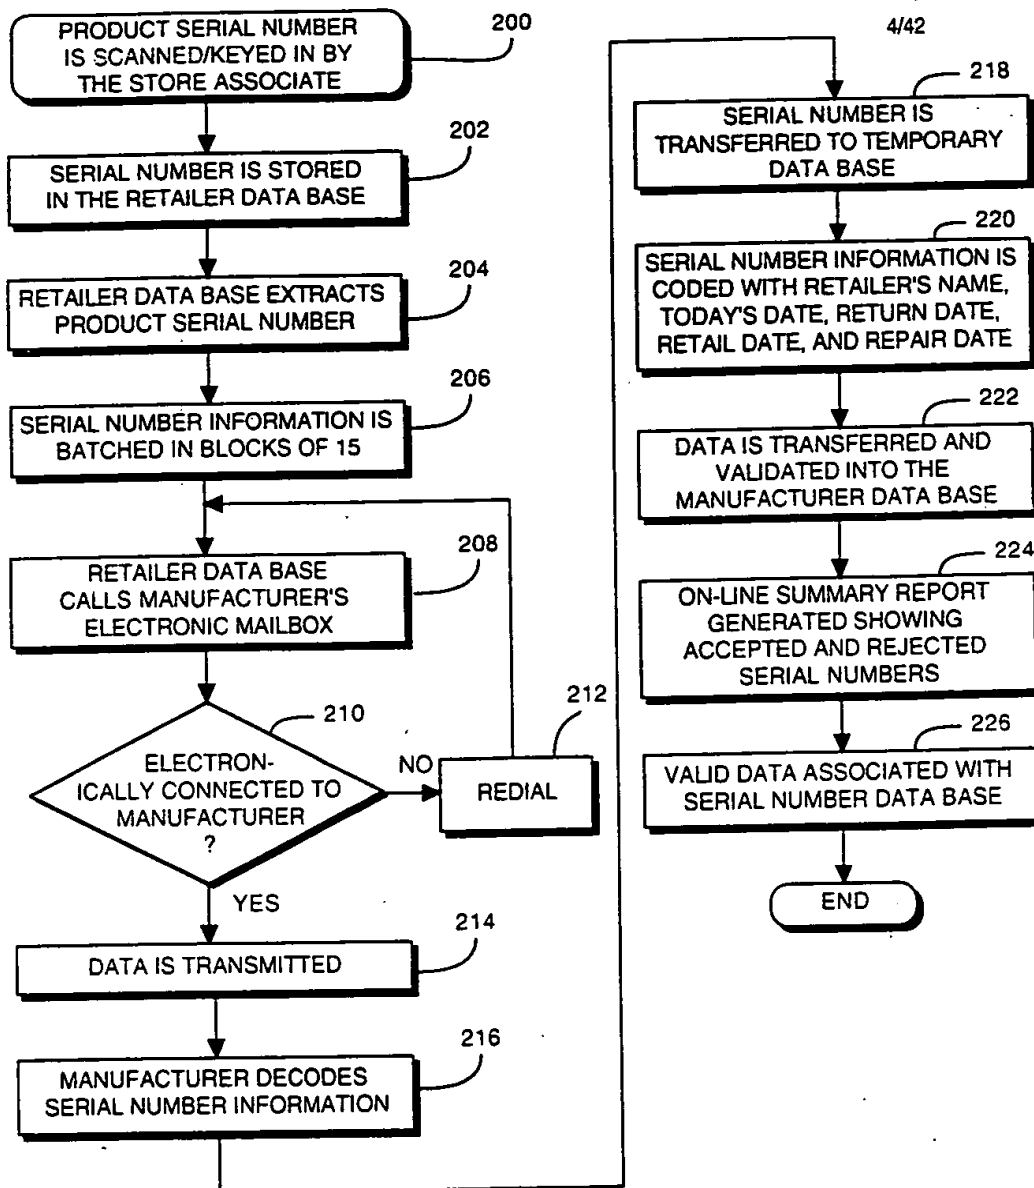 4/42
200
PRODUCT SERIAL NUMBER
IS SCANNED/KEYED IN BY
THE STORE ASSOCIATE
202
SERIAL NUMBER IS STORED
IN THE RETAILER DATA BASE
204
RETAILER DATA BASE EXTRACTS
PRODUCT SERIAL NUMBER
206
SERIAL NUMBER INFORMATION IS
BATCHED IN BLOCKS OF 15
208
RETAILER DATA BASE
CALLS MANUFACTURER'S
ELECTRONIC MAILBOX
210
ELECTRON-
ICALLY CONNECTED TO
MANUFACTURER
?
NO
212
REDIAL
YES
214
DATA IS TRANSMITTED
216
MANUFACTURER DECODES
SERIAL NUMBER INFORMATION
218
SERIAL NUMBER IS
TRANSFERRED TO TEMPORARY
DATA BASE
220
SERIAL NUMBER INFORMATION IS
CODED WITH RETAILER'S NAME,
TODAY'S DATE, RETURN DATE,
RETAIL DATE, AND REPAIR DATE
222
DATA IS TRANSFERRED AND
VALIDATED INTO THE
MANUFACTURER DATA BASE
224
ON-LINE SUMMARY REPORT
GENERATED SHOWING
ACCEPTED AND REJECTED
SERIAL NUMBERS
226
VALID DATA ASSOCIATED WITH
SERIAL NUMBER DATA BASE
END